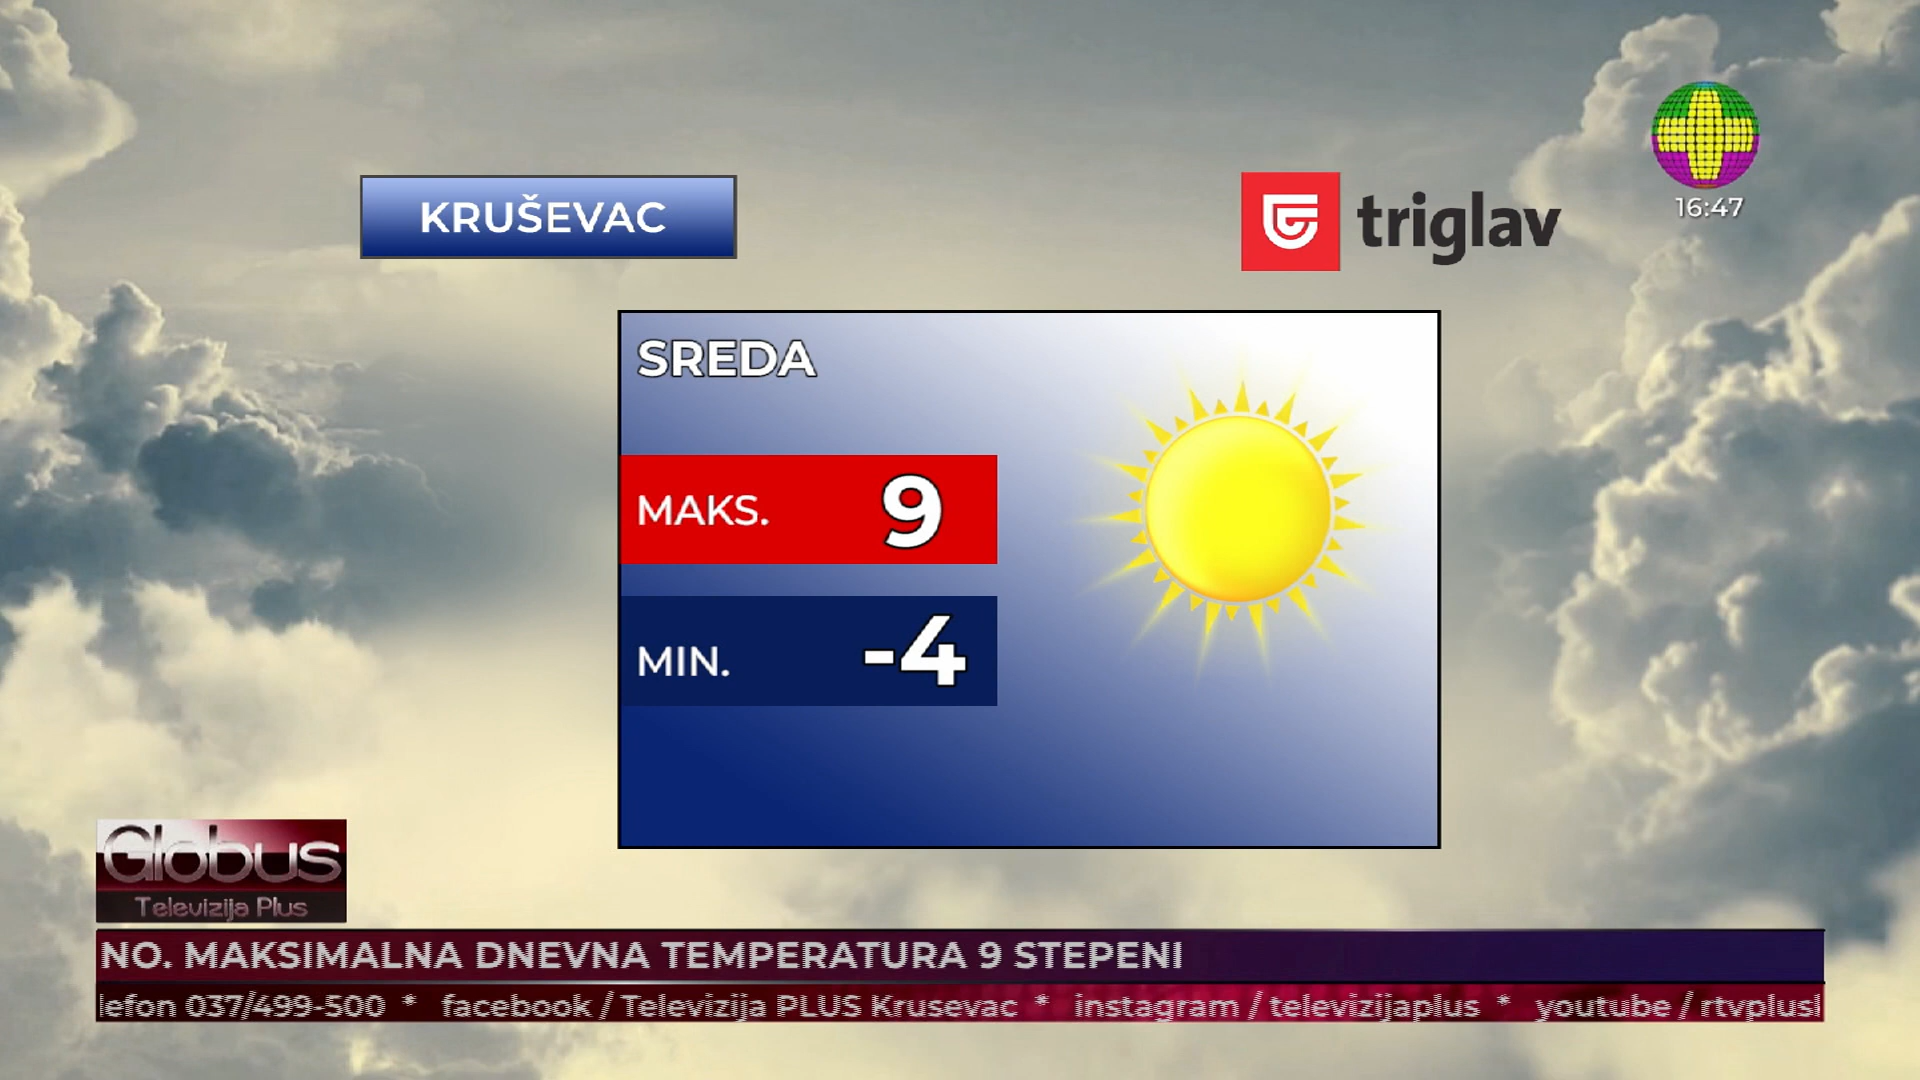 KRUŠEVAC
triglav
16:47
SREDA
MAKS. 9
MIN. -4
Globus
Televizija Plus
NO. MAKSIMALNA DNEVNA TEMPERATURA 9 STEPENI
lefon 037/499-500 * facebook / Televizija PLUS Krusevac * instagram / televizijaplus * youtube / rtvplus